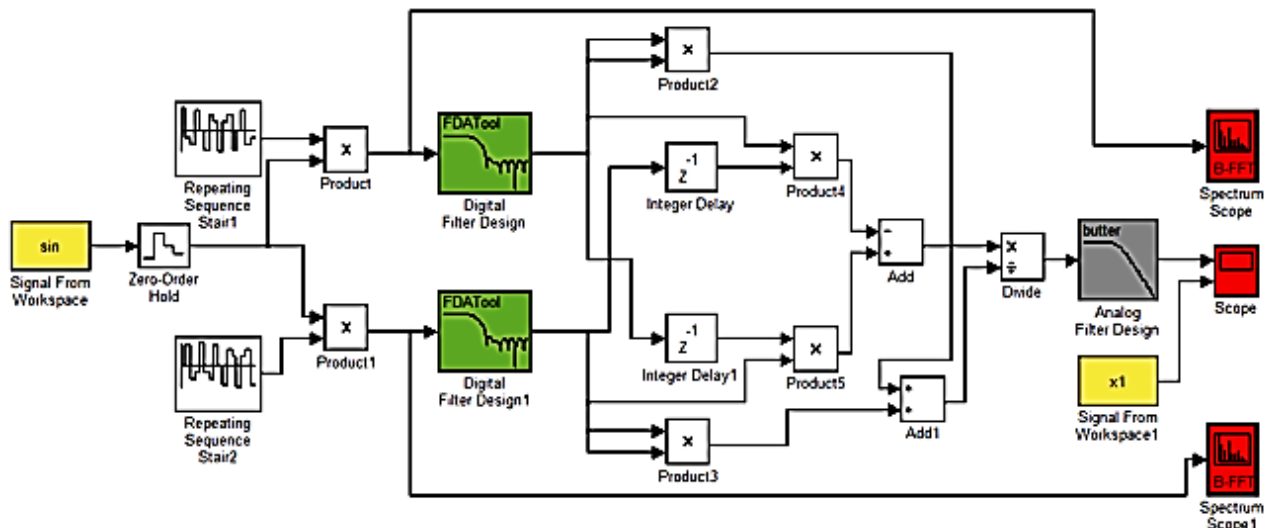 ×
Product2
B-FFT
Spectrum
Scope
Repeating
Sequence
Stair1
×
Product
FDATool
Digital
Filter Design
-1
Z
Integer Delay
×
Product4
sin
Signal From
Workspace
Zero-Order
Hold
-
+
Add
×
÷
Divide
butter
Analog
Filter Design
Scope
Repeating
Sequence
Stair2
×
Product1
FDATool
Digital
Filter Design1
-1
Z
Integer Delay1
×
Product5
+
+
Add1
x1
Signal From
Workspace1
×
Product3
B-FFT
Spectrum
Scope1